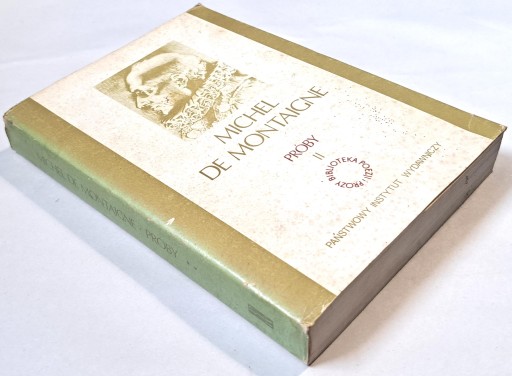 MICHEL
DE MONTAIGNE
PRÓBY
II
BIBLIOTEKA POEZJI I PROZY
PAŃSTWOWY INSTYTUT WYDAWNICZY
MICHEL DE MONTAIGNE · PRÓBY * *